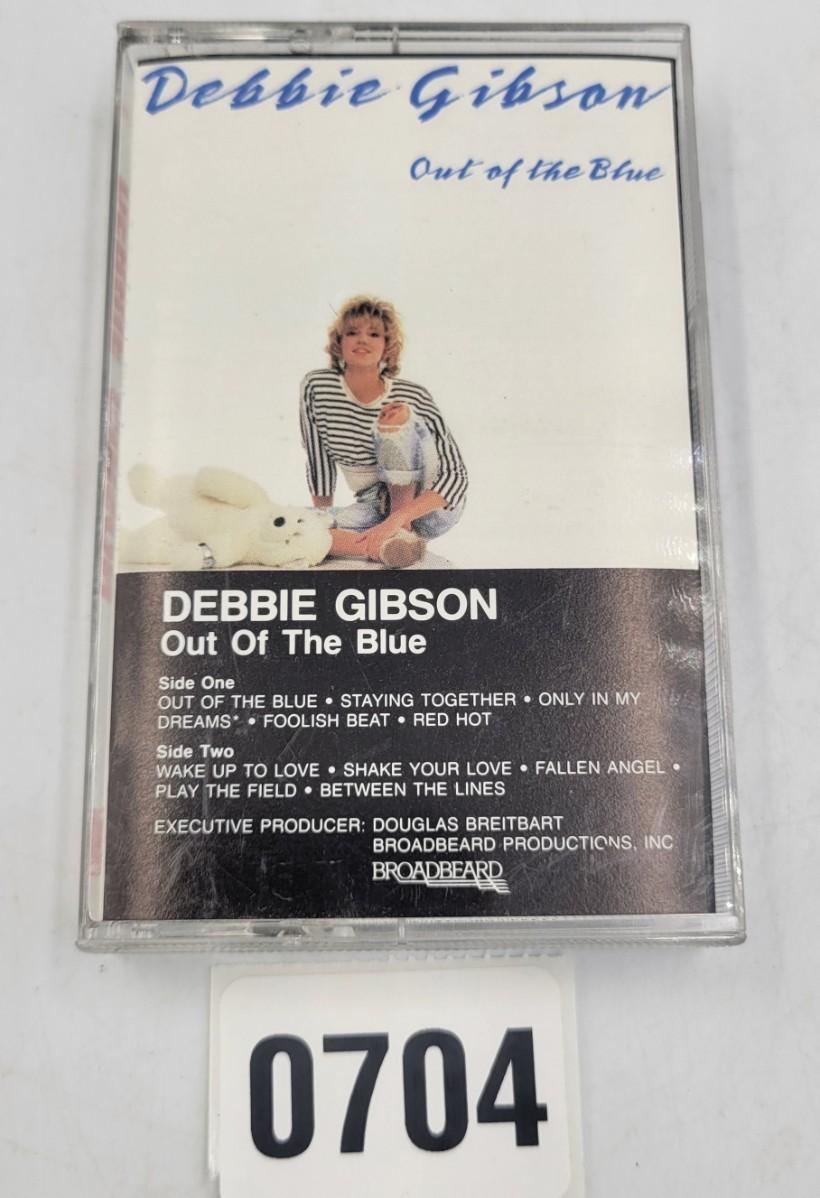 Debbie Gibson
Out of the Blue
DEBBIE GIBSON
Out Of The Blue
Side One
OUT OF THE BLUE • STAYING TOGETHER • ONLY IN MY
DREAMS* • FOOLISH BEAT • RED HOT
Side Two
WAKE UP TO LOVE • SHAKE YOUR LOVE • FALLEN ANGEL •
PLAY THE FIELD • BETWEEN THE LINES
EXECUTIVE PRODUCER: DOUGLAS BREITBART
BROADBEARD PRODUCTIONS, INC
BROADBEARD
0704